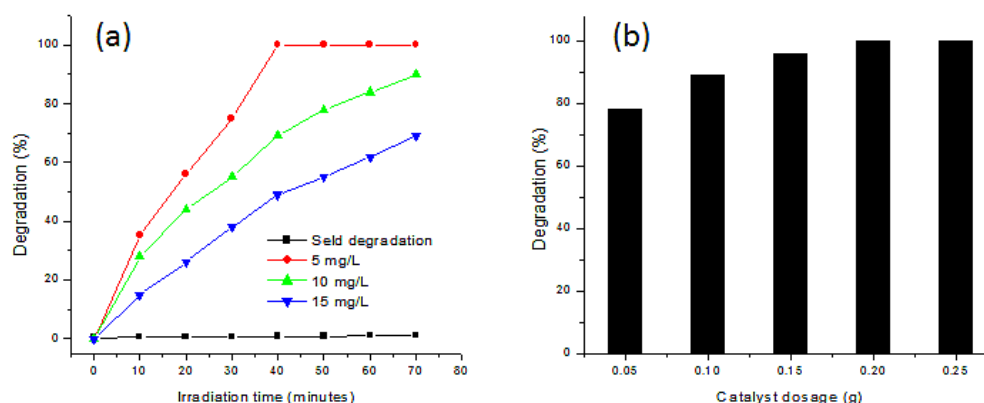 (a)
Degradation (%)
100
80
60
40
20
0
Seld degradation
5 mg/L
10 mg/L
15 mg/L
0 10 20 30 40 50 60 70 80
Irradiation time (minutes)
(b)
Degradation (%)
100
80
60
40
20
0
0.05 0.10 0.15 0.20 0.25
Catalyst dosage (g)